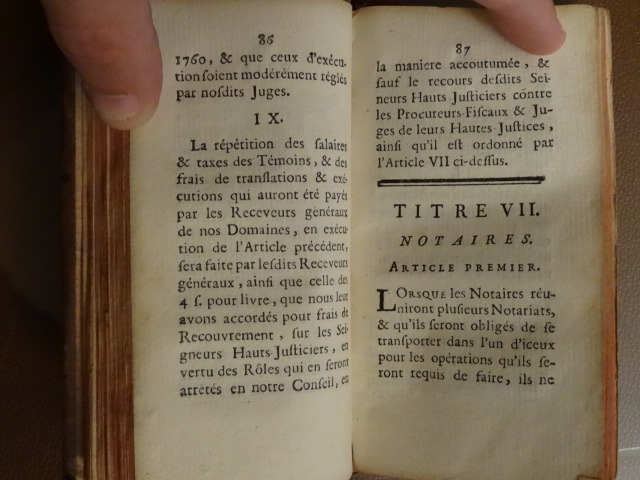 86
1760, & que ceux d'exécu-
tion soient modérément réglés
par nosdits Juges.
IX.
La répétition des salaires
& taxes des Témoins, & des
frais de translations & exé-
cutions qui auront été payés
par les Receveurs généraux
de nos Domaines, en exécu-
tion de l'Article précédent,
sera faite par lesdits Receveurs
généraux, ainsi que celle des
4 s. pour livre, que nous leur
avons accordés pour frais de
Recouvrement, sur les Sei-
gneurs Hauts-Justiciers, en
vertu des Rôles qui en seront
arrêtés en notre Conseil, en
87
la maniere accoutumée, &
sauf le recours desdits Sei-
neurs Hauts Justiciers contre
les Procureurs-Fiscaux & Ju-
ges de leurs Hautes-Justices,
ainsi qu'il est ordonné par
l'Article VII ci-dessus.
TITRE VII.
NOTAIRES.
ARTICLE PREMIER.
LORSQUE les Notaires réu-
niront plusieurs Notariats,
& qu'ils seront obligés de se
transporter dans l'un d'iceux
pour les opérations qu'ils se-
ront requis de faire, ils ne